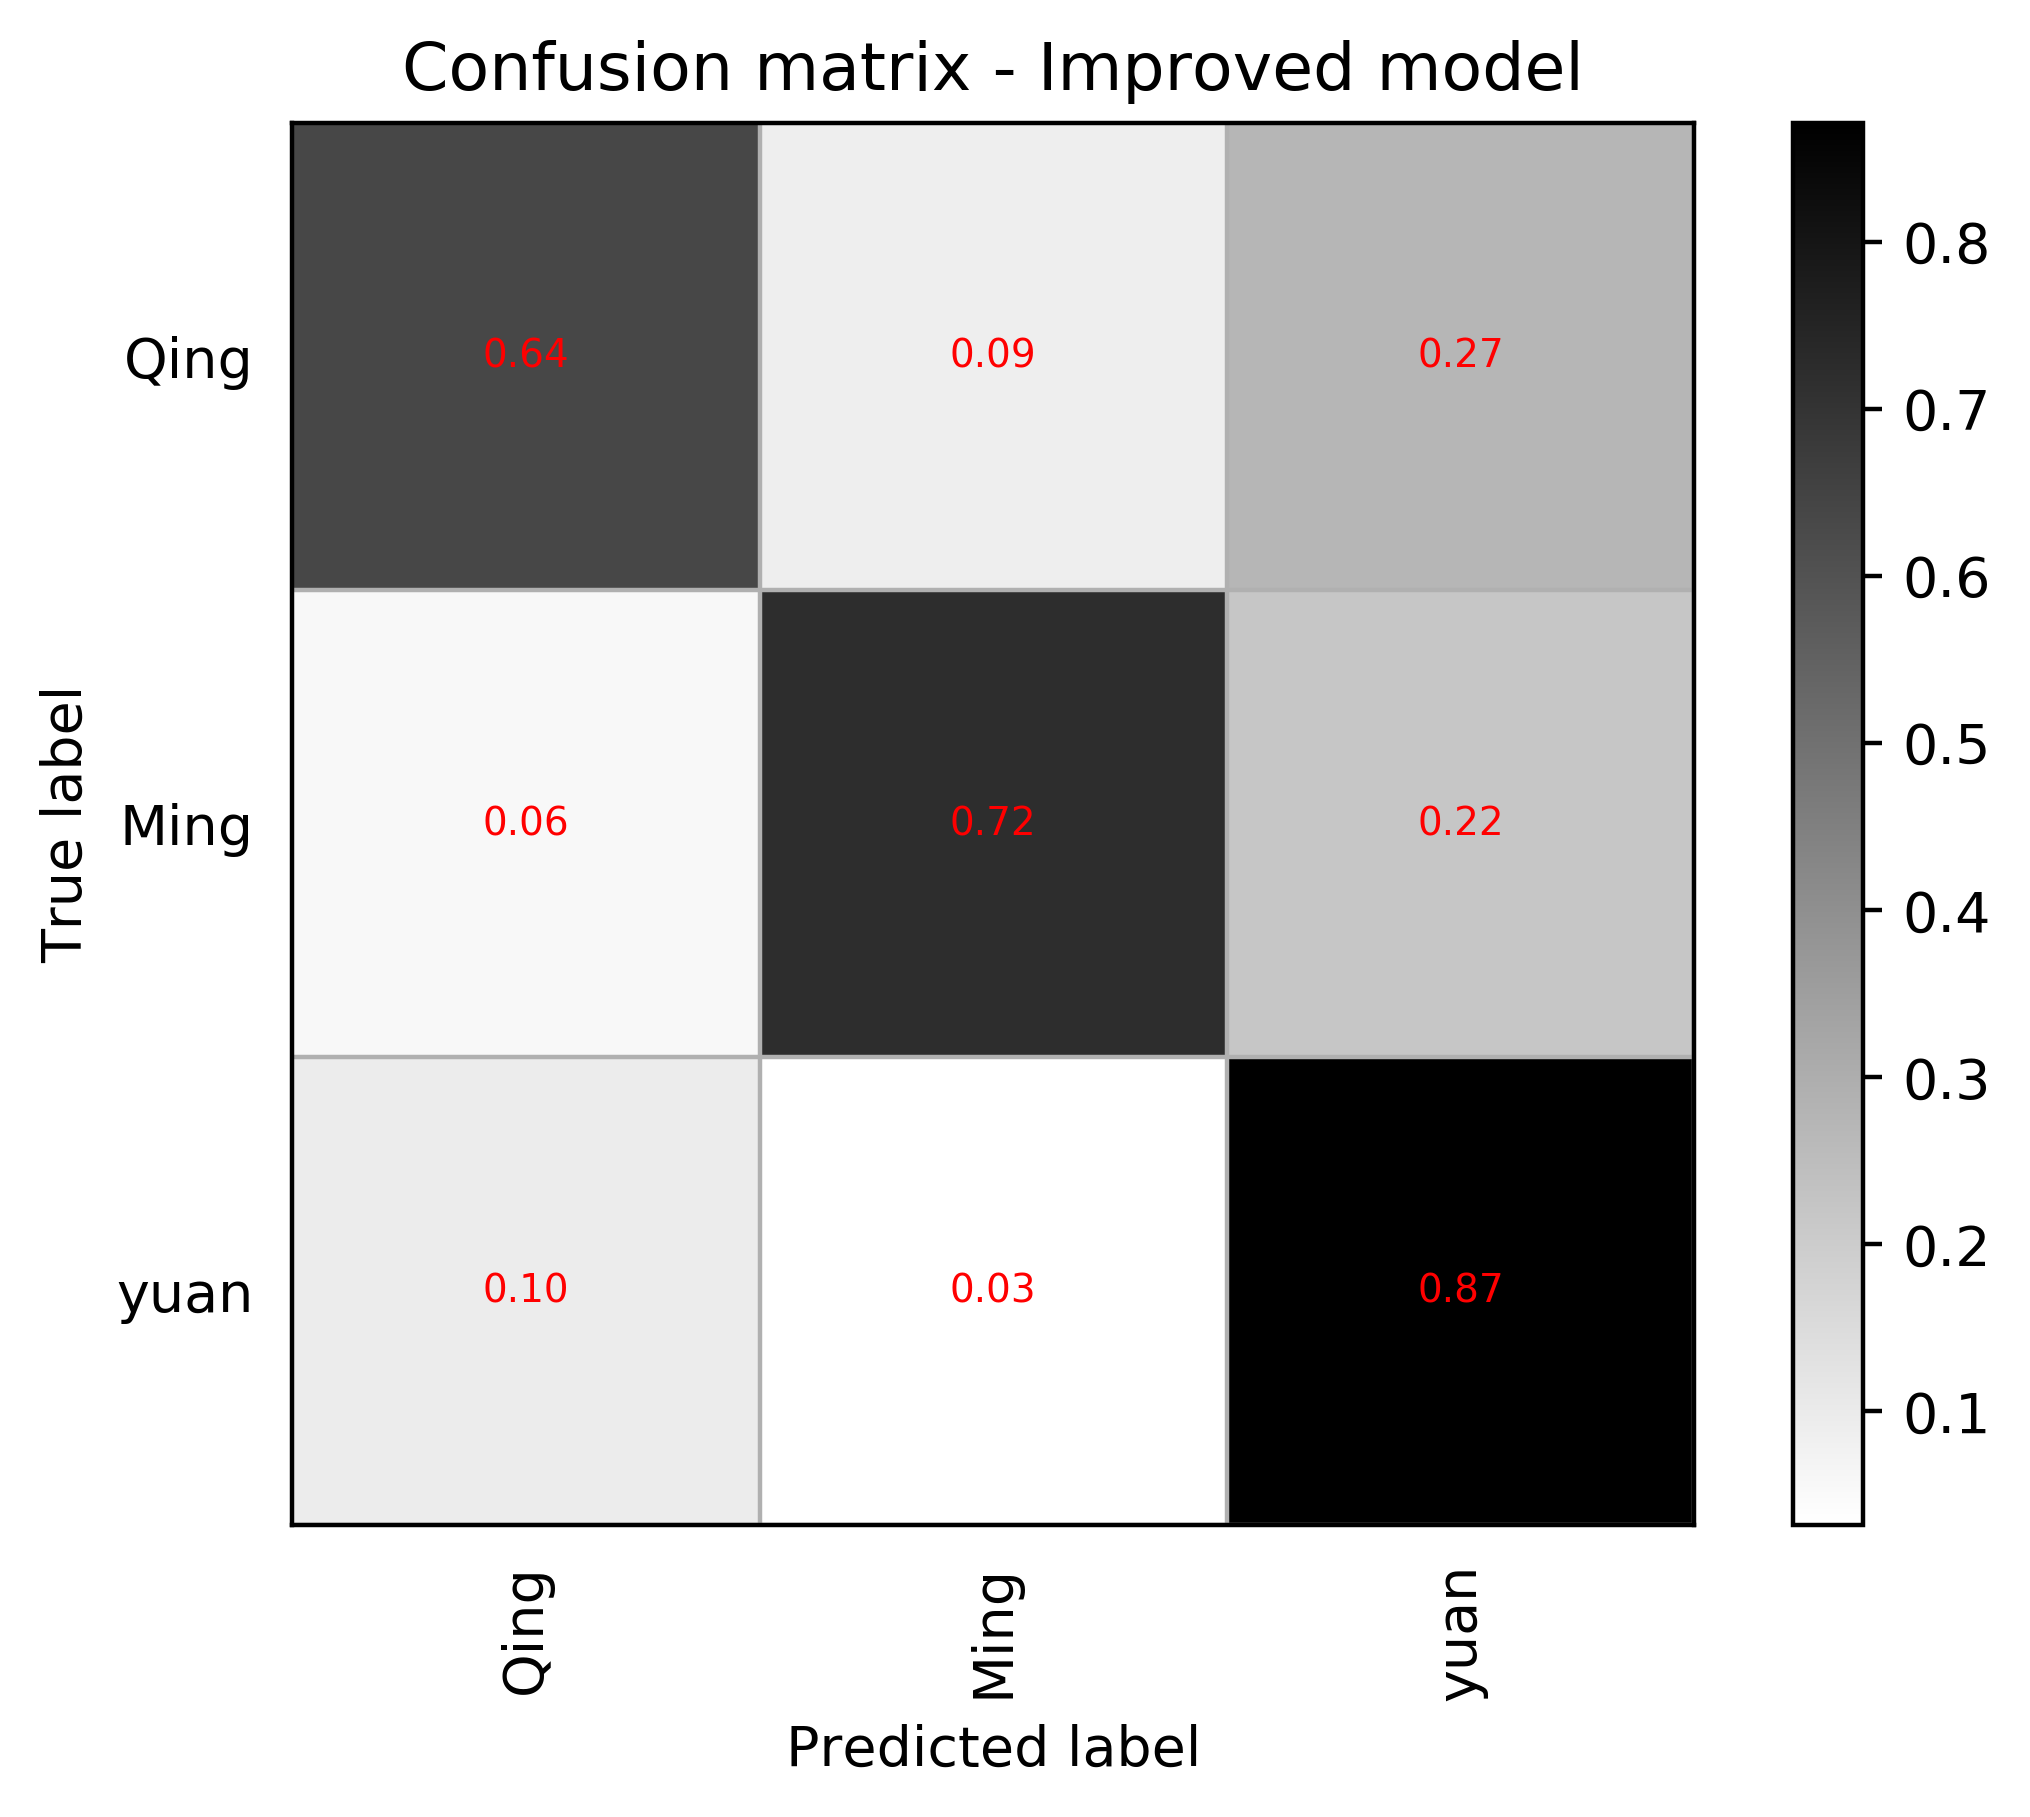 Confusion matrix - Improved model
Qing 0.64 0.09 0.27
Ming 0.06 0.72 0.22
yuan 0.10 0.03 0.87
True label
Qing Ming yuan
Predicted label
0.8
0.7
0.6
0.5
0.4
0.3
0.2
0.1